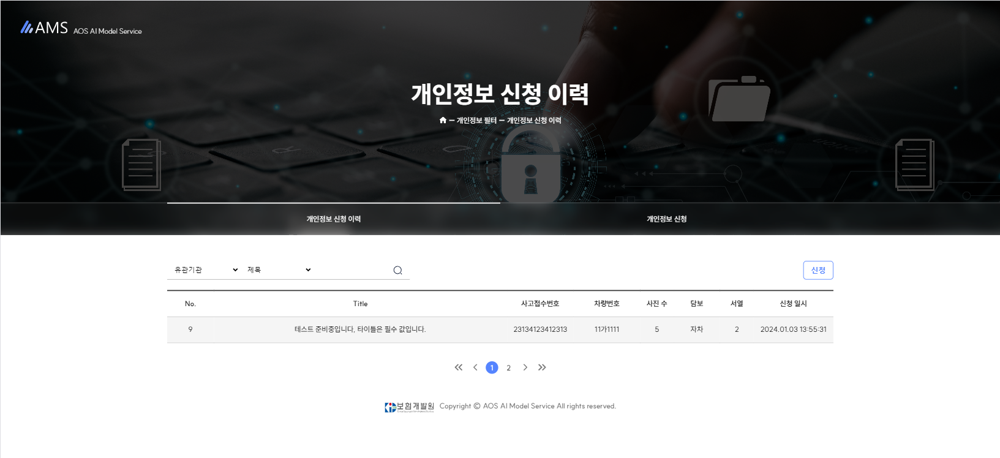 AMS AOS AI Model Service
개인정보 신청 이력
개인정보 필터 ー 개인정보 신청 이력
개인정보 신청 이력
개인정보 신청
유관기관 제목
신청
No. Title 사고접수번호 차량번호 사진 수 담보 서열 신청 일시
9 테스트 준비중입니다, 타이틀은 필수 값입니다. 23134123412313 11가1111 5 자차 2 2024.01.03 13:55:31
1 2
보험개발원 Copyright © AOS AI Model Service All rights reserved.